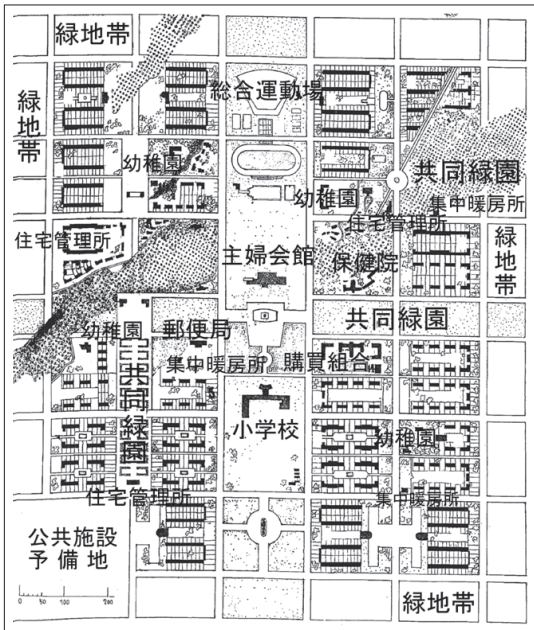 緑地帯
緑地帯
総合運動場
幼稚園
幼稚園
共同緑園
集中暖房所
住宅管理所
住宅管理所
主婦会館
保健院
緑地帯
幼稚園
郵便局
共同緑園
集中暖房所
購買組合
共同緑園
小学校
幼稚園
住宅管理所
集中暖房所
公共施設
予備地
0 50 100 200
緑地帯